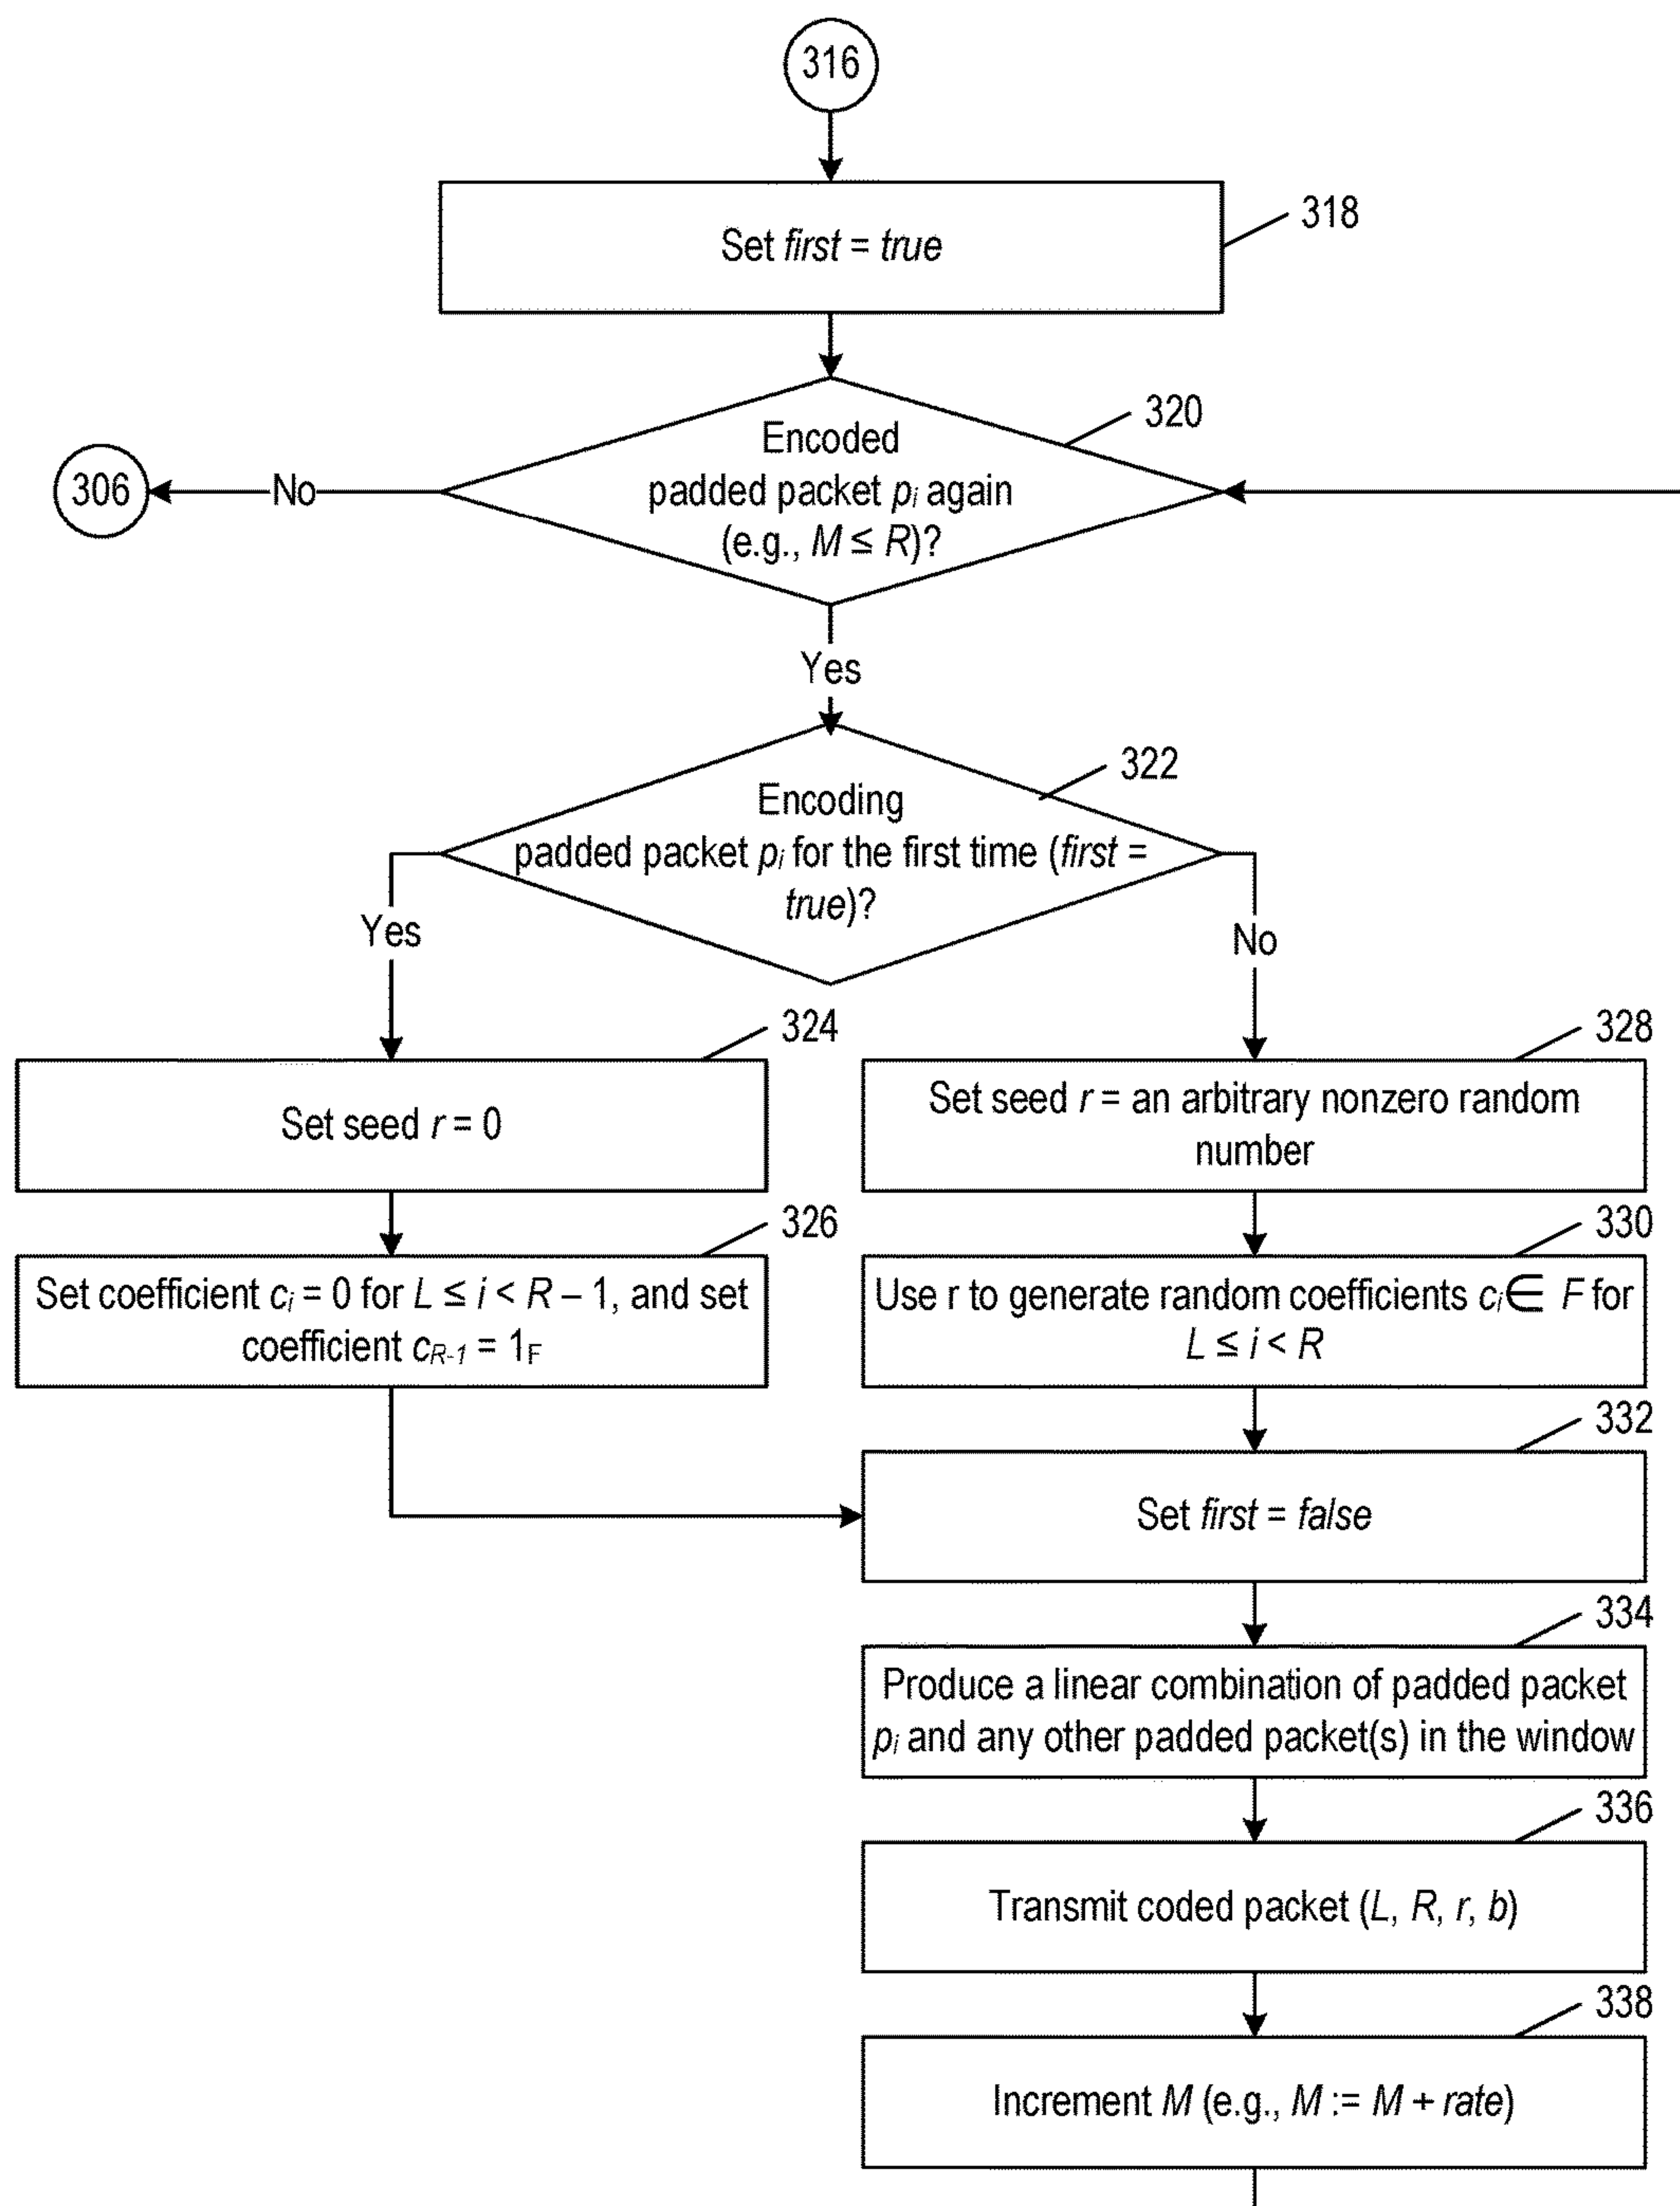 316
318
Set first = true
320
Encoded
padded packet pi again
(e.g., M ≤ R)?
306
No
Yes
322
Encoding
padded packet pi for the first time (first =
true)?
Yes
No
324
328
Set seed r = 0
Set seed r = an arbitrary nonzero random
number
326
330
Set coefficient ci = 0 for L ≤ i < R – 1, and set
coefficient cR-1 = 1F
Use r to generate random coefficients ci∈ F for
L ≤ i < R
332
Set first = false
334
Produce a linear combination of padded packet
pi and any other padded packet(s) in the window
336
Transmit coded packet (L, R, r, b)
338
Increment M (e.g., M := M + rate)